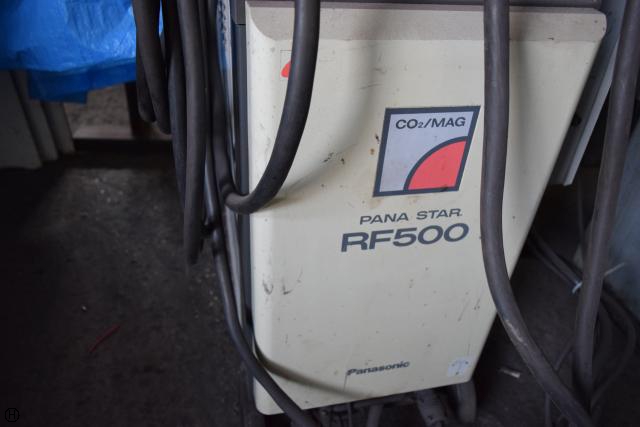 CO₂/MAG
PANA STAR
RF500
Panasonic
H